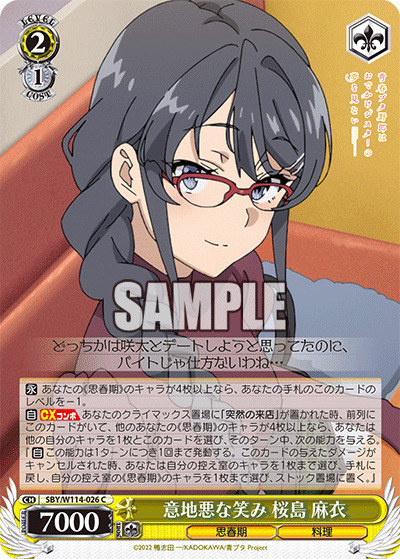 LEVEL
2
1
COST
青春ブタ野郎は
おでかけシスターの
夢を見ない
SAMPLE
どっちかは咲太とデートしようと思ってたのに、
バイトじゃ仕方ないわね…
永 あなたの《思春期》のキャラが4枚以上なら、あなたの手札のこのカードの
レベルを－1。
自 CXコンボ あなたのクライマックス置場に「突然の来店」が置かれた時、前列に
このカードがいて、他のあなたの《思春期》のキャラが4枚以上なら、あなたは
自分のキャラを1枚とこのカードを選び、そのターン中、次の能力を与える。
『自 この能力は1ターンにつき1回まで発動する。このカードの与えたダメージが
キャンセルされた時、あなたは自分の控え室のキャラを1枚まで選び、手札に
戻し、自分の控え室のキャラを1枚まで選び、ストック置場に置く。』
CH SBY/W114-026 C
7000
意地悪な笑み 桜島 麻衣
思春期
料理
©2022 鴨志田 一/KADOKAWA/青ブタ Project